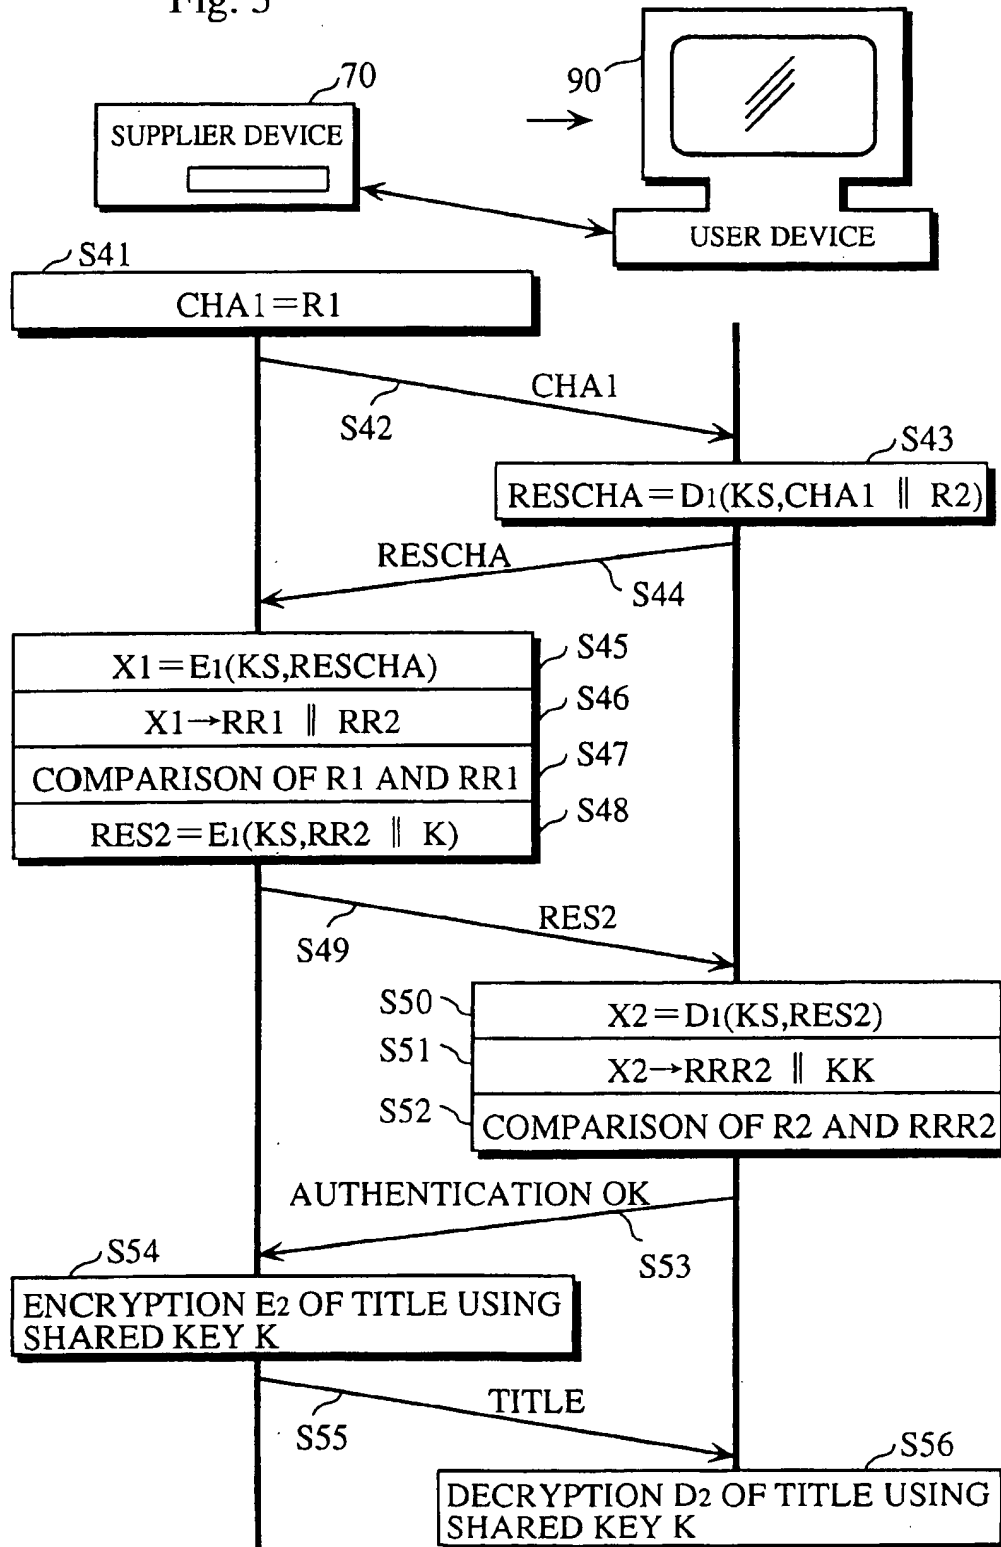 Fig. 5
70
SUPPLIER DEVICE
90
USER DEVICE
S41
CHA1=R1
CHA1
S42
S43
RESCHA=D1(KS,CHA1 ‖ R2)
RESCHA
S44
X1=E1(KS,RESCHA)
S45
X1→RR1 ‖ RR2
S46
COMPARISON OF R1 AND RR1
S47
RES2=E1(KS,RR2 ‖ K)
S48
RES2
S49
S50
X2=D1(KS,RES2)
S51
X2→RRR2 ‖ KK
S52
COMPARISON OF R2 AND RRR2
AUTHENTICATION OK
S53
S54
ENCRYPTION E2 OF TITLE USING
SHARED KEY K
TITLE
S55
S56
DECRYPTION D2 OF TITLE USING
SHARED KEY K